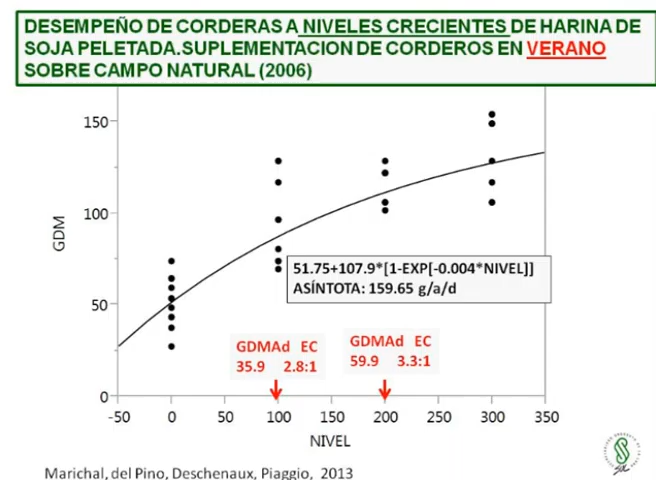 DESEMPEÑO DE CORDERAS A NIVELES CRECIENTES DE HARINA DE
SOJA PELETADA.SUPLEMENTACION DE CORDEROS EN VERANO
SOBRE CAMPO NATURAL (2006)
150
100
50
0
GDM
51.75+107.9*[1-EXP[-0.004*NIVEL]]
ASÍNTOTA: 159.65 g/a/d
GDMAd EC
35.9 2.8:1
GDMAd EC
59.9 3.3:1
-50 0 50 100 150 200 250 300 350
NIVEL
Marichal, del Pino, Deschenaux, Piaggio, 2013